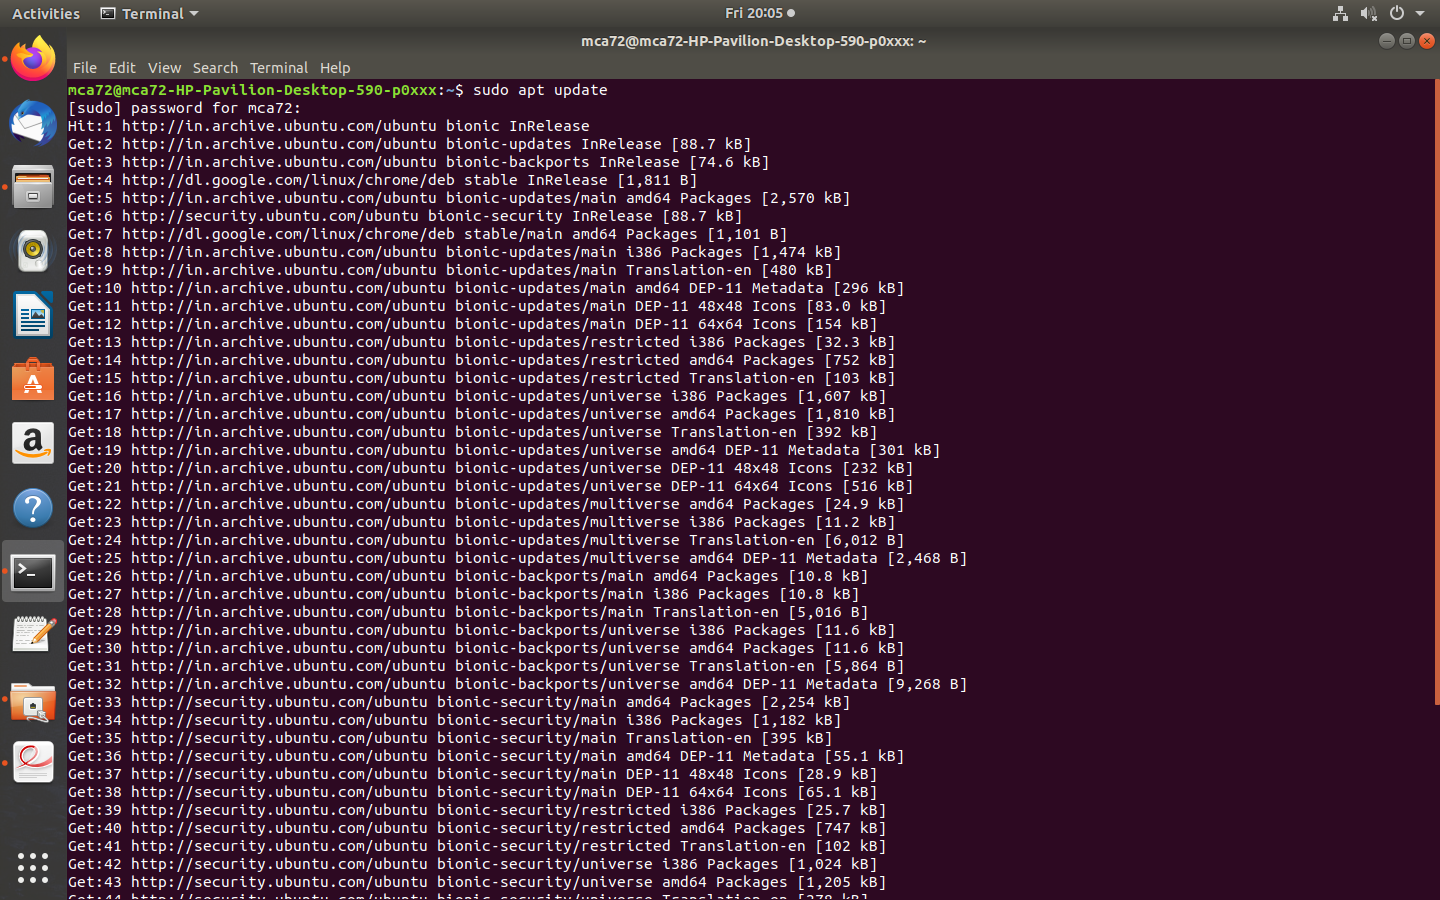 Activities Terminal Fri 20:05
mca72@mca72-HP-Pavilion-Desktop-590-p0xxx: ~
File Edit View Search Terminal Help
mca72@mca72-HP-Pavilion-Desktop-590-p0xxx:~$ sudo apt update
[sudo] password for mca72:
Hit:1 http://in.archive.ubuntu.com/ubuntu bionic InRelease
Get:2 http://in.archive.ubuntu.com/ubuntu bionic-updates InRelease [88.7 kB]
Get:3 http://in.archive.ubuntu.com/ubuntu bionic-backports InRelease [74.6 kB]
Get:4 http://dl.google.com/linux/chrome/deb stable InRelease [1,811 B]
Get:5 http://in.archive.ubuntu.com/ubuntu bionic-updates/main amd64 Packages [2,570 kB]
Get:6 http://security.ubuntu.com/ubuntu bionic-security InRelease [88.7 kB]
Get:7 http://dl.google.com/linux/chrome/deb stable/main amd64 Packages [1,101 B]
Get:8 http://in.archive.ubuntu.com/ubuntu bionic-updates/main i386 Packages [1,474 kB]
Get:9 http://in.archive.ubuntu.com/ubuntu bionic-updates/main Translation-en [480 kB]
Get:10 http://in.archive.ubuntu.com/ubuntu bionic-updates/main amd64 DEP-11 Metadata [296 kB]
Get:11 http://in.archive.ubuntu.com/ubuntu bionic-updates/main DEP-11 48x48 Icons [83.0 kB]
Get:12 http://in.archive.ubuntu.com/ubuntu bionic-updates/main DEP-11 64x64 Icons [154 kB]
Get:13 http://in.archive.ubuntu.com/ubuntu bionic-updates/restricted i386 Packages [32.3 kB]
Get:14 http://in.archive.ubuntu.com/ubuntu bionic-updates/restricted amd64 Packages [752 kB]
Get:15 http://in.archive.ubuntu.com/ubuntu bionic-updates/restricted Translation-en [103 kB]
Get:16 http://in.archive.ubuntu.com/ubuntu bionic-updates/universe i386 Packages [1,607 kB]
Get:17 http://in.archive.ubuntu.com/ubuntu bionic-updates/universe amd64 Packages [1,810 kB]
Get:18 http://in.archive.ubuntu.com/ubuntu bionic-updates/universe Translation-en [392 kB]
Get:19 http://in.archive.ubuntu.com/ubuntu bionic-updates/universe amd64 DEP-11 Metadata [301 kB]
Get:20 http://in.archive.ubuntu.com/ubuntu bionic-updates/universe DEP-11 48x48 Icons [232 kB]
Get:21 http://in.archive.ubuntu.com/ubuntu bionic-updates/universe DEP-11 64x64 Icons [516 kB]
Get:22 http://in.archive.ubuntu.com/ubuntu bionic-updates/multiverse amd64 Packages [24.9 kB]
Get:23 http://in.archive.ubuntu.com/ubuntu bionic-updates/multiverse i386 Packages [11.2 kB]
Get:24 http://in.archive.ubuntu.com/ubuntu bionic-updates/multiverse Translation-en [6,012 B]
Get:25 http://in.archive.ubuntu.com/ubuntu bionic-updates/multiverse amd64 DEP-11 Metadata [2,468 B]
Get:26 http://in.archive.ubuntu.com/ubuntu bionic-backports/main amd64 Packages [10.8 kB]
Get:27 http://in.archive.ubuntu.com/ubuntu bionic-backports/main i386 Packages [10.8 kB]
Get:28 http://in.archive.ubuntu.com/ubuntu bionic-backports/main Translation-en [5,016 B]
Get:29 http://in.archive.ubuntu.com/ubuntu bionic-backports/universe i386 Packages [11.6 kB]
Get:30 http://in.archive.ubuntu.com/ubuntu bionic-backports/universe amd64 Packages [11.6 kB]
Get:31 http://in.archive.ubuntu.com/ubuntu bionic-backports/universe Translation-en [5,864 B]
Get:32 http://in.archive.ubuntu.com/ubuntu bionic-backports/universe amd64 DEP-11 Metadata [9,268 B]
Get:33 http://security.ubuntu.com/ubuntu bionic-security/main amd64 Packages [2,254 kB]
Get:34 http://security.ubuntu.com/ubuntu bionic-security/main i386 Packages [1,182 kB]
Get:35 http://security.ubuntu.com/ubuntu bionic-security/main Translation-en [395 kB]
Get:36 http://security.ubuntu.com/ubuntu bionic-security/main amd64 DEP-11 Metadata [55.1 kB]
Get:37 http://security.ubuntu.com/ubuntu bionic-security/main DEP-11 48x48 Icons [28.9 kB]
Get:38 http://security.ubuntu.com/ubuntu bionic-security/main DEP-11 64x64 Icons [65.1 kB]
Get:39 http://security.ubuntu.com/ubuntu bionic-security/restricted i386 Packages [25.7 kB]
Get:40 http://security.ubuntu.com/ubuntu bionic-security/restricted amd64 Packages [747 kB]
Get:41 http://security.ubuntu.com/ubuntu bionic-security/restricted Translation-en [102 kB]
Get:42 http://security.ubuntu.com/ubuntu bionic-security/universe i386 Packages [1,024 kB]
Get:43 http://security.ubuntu.com/ubuntu bionic-security/universe amd64 Packages [1,205 kB]
Get:44 http://security.ubuntu.com/ubuntu bionic-security/universe Translation-en [278 kB]